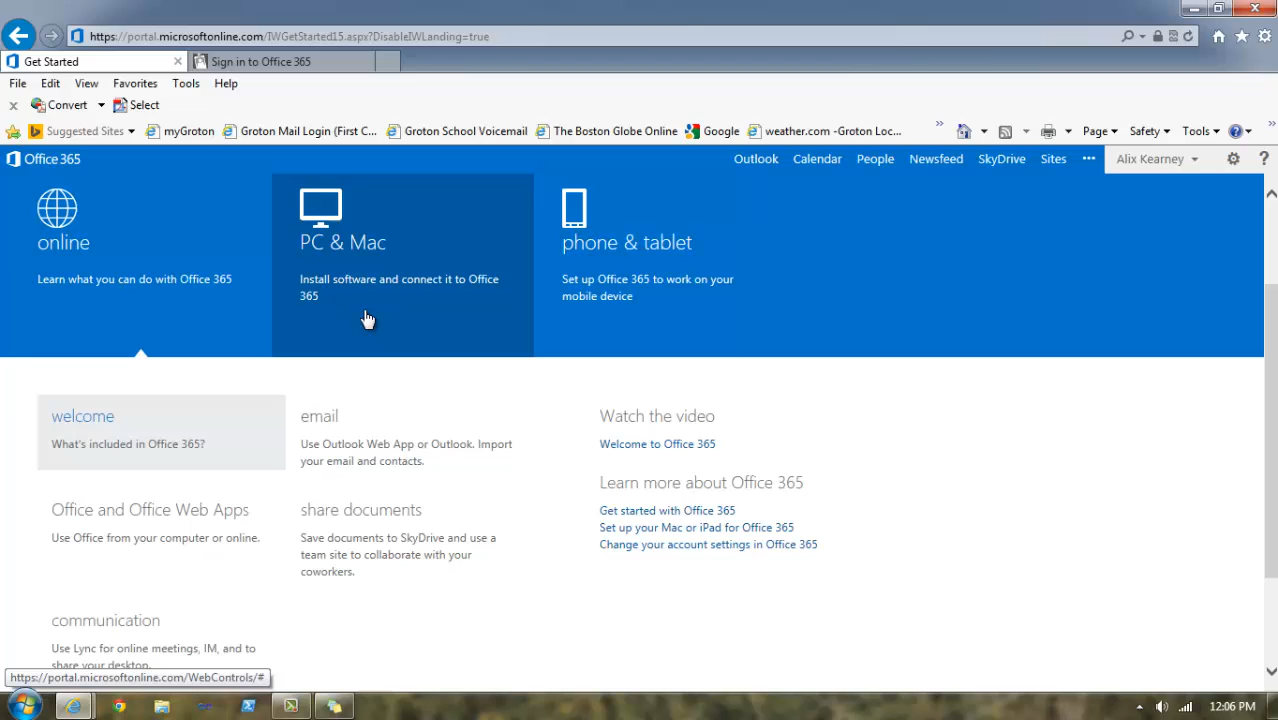 https://portal.microsoftonline.com/IWGetStarted15.aspx?DisableIWLanding=true
Get Started
Sign in to Office 365
File Edit View Favorites Tools Help
Convert Select
Suggested Sites myGroton Groton Mail Login (First C... Groton School Voicemail The Boston Globe Online Google weather.com -Groton Loc... Page Safety Tools
Office 365 Outlook Calendar People Newsfeed SkyDrive Sites ••• Alix Kearney ?
online
Learn what you can do with Office 365
PC & Mac
Install software and connect it to Office
365
phone & tablet
Set up Office 365 to work on your
mobile device
welcome
What's included in Office 365?
email
Use Outlook Web App or Outlook. Import
your email and contacts.
Office and Office Web Apps
Use Office from your computer or online.
share documents
Save documents to SkyDrive and use a
team site to collaborate with your
coworkers.
communication
Use Lync for online meetings, IM, and to
share your desktop.
Watch the video
Welcome to Office 365
Learn more about Office 365
Get started with Office 365
Set up your Mac or iPad for Office 365
Change your account settings in Office 365
https://portal.microsoftonline.com/WebControls/#
12:06 PM